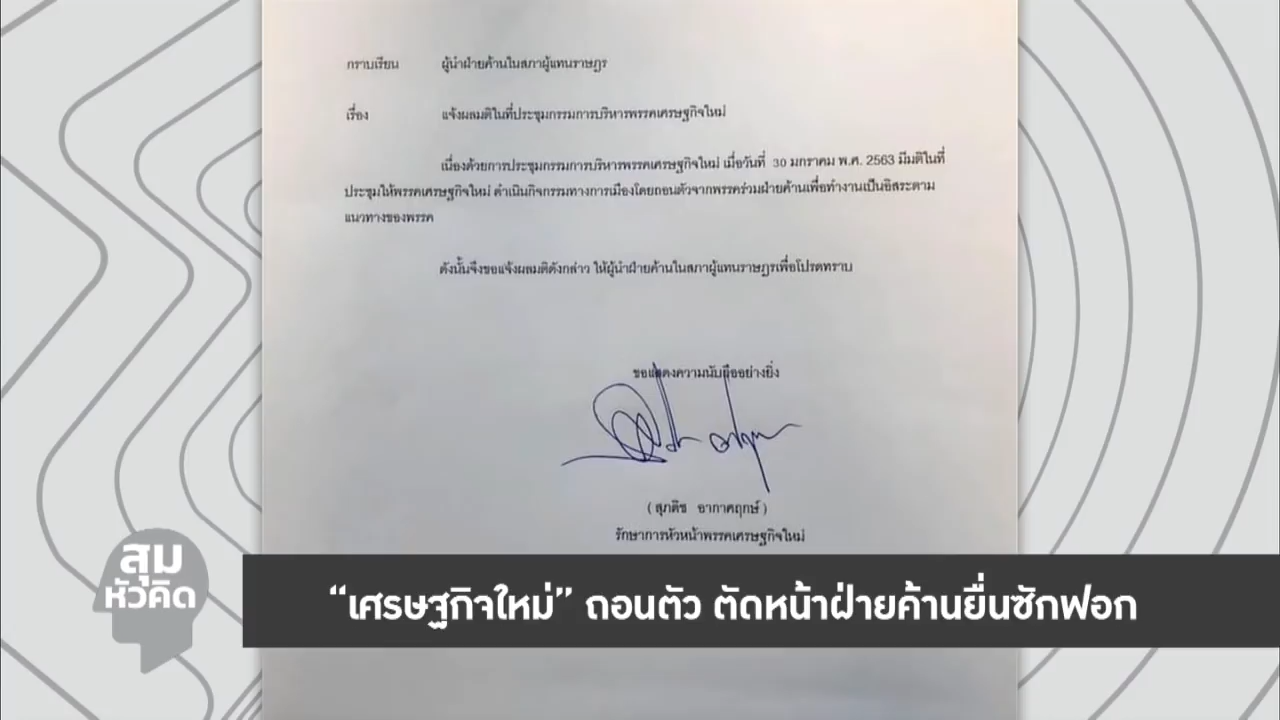 กราบเรียน ผู้นำฝ่ายค้านในสภาผู้แทนราษฎร
เรื่อง แจ้งผลมติในที่ประชุมกรรมการบริหารพรรคเศรษฐกิจใหม่
เนื่องด้วยการประชุมกรรมการบริหารพรรคเศรษฐกิจใหม่ เมื่อวันที่ 30 มกราคม พ.ศ. 2563 มีมติในที่
ประชุมให้พรรคเศรษฐกิจใหม่ ดำเนินกิจกรรมทางการเมืองโดยถอนตัวจากพรรคร่วมฝ่ายค้านเพื่อทำงานเป็นอิสระตาม
แนวทางของพรรค
ดังนั้นจึงขอแจ้งผลมติดังกล่าว ให้ผู้นำฝ่ายค้านในสภาผู้แทนราษฎรเพื่อโปรดทราบ
ขอแสดงความนับถืออย่างยิ่ง
( สุภดิช อากาศฤกษ์ )
รักษาการหัวหน้าพรรคเศรษฐกิจใหม่
สุม
หัวคิด
“เศรษฐกิจใหม่” ถอนตัว ตัดหน้าฝ่ายค้านยื่นซักฟอก